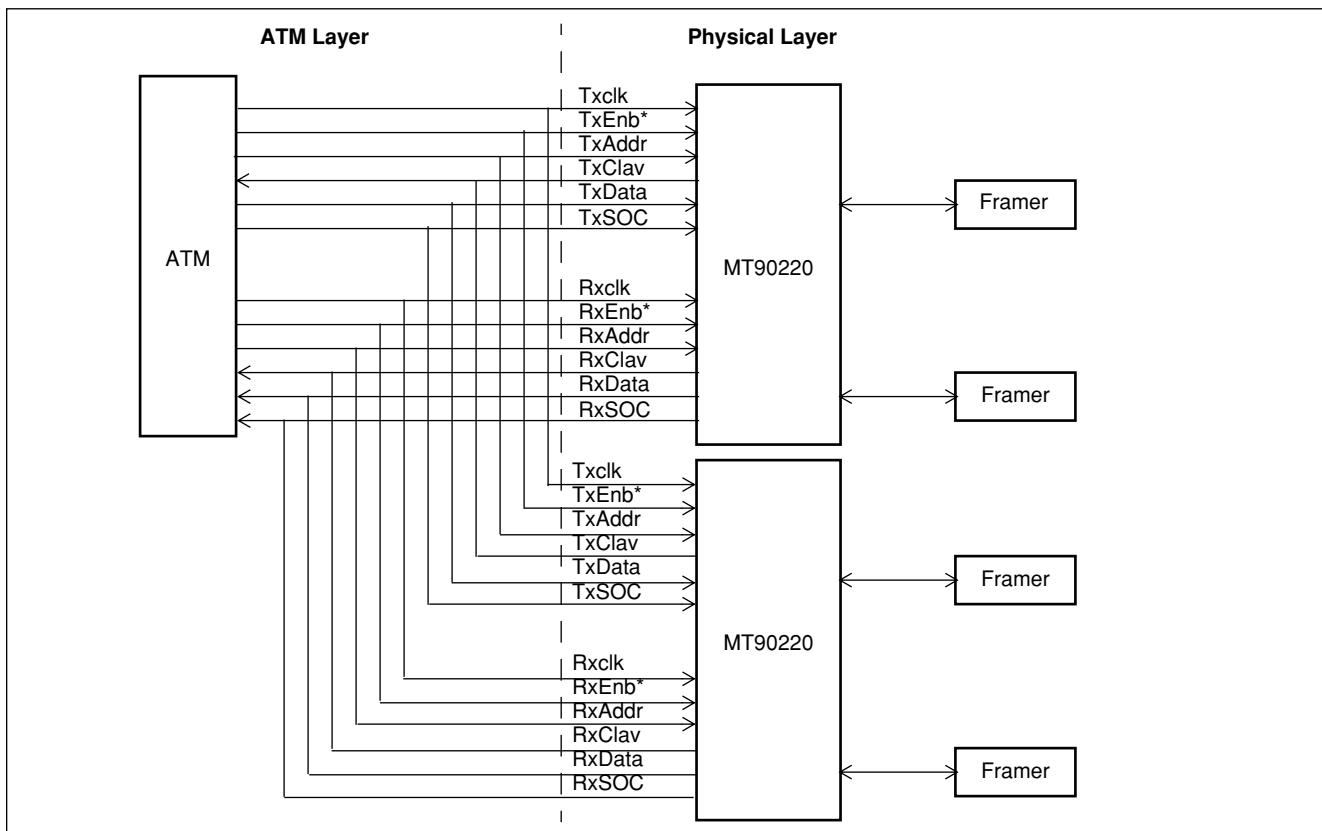 ATM Layer
Physical Layer
ATM
Txclk
TxEnb*
TxAddr
TxClav
TxData
TxSOC
Rxclk
RxEnb*
RxAddr
RxClav
RxData
RxSOC
MT90220
Framer
Framer
Txclk
TxEnb*
TxAddr
TxClav
TxData
TxSOC
Rxclk
RxEnb*
RxAddr
RxClav
RxData
RxSOC
MT90220
Framer
Framer